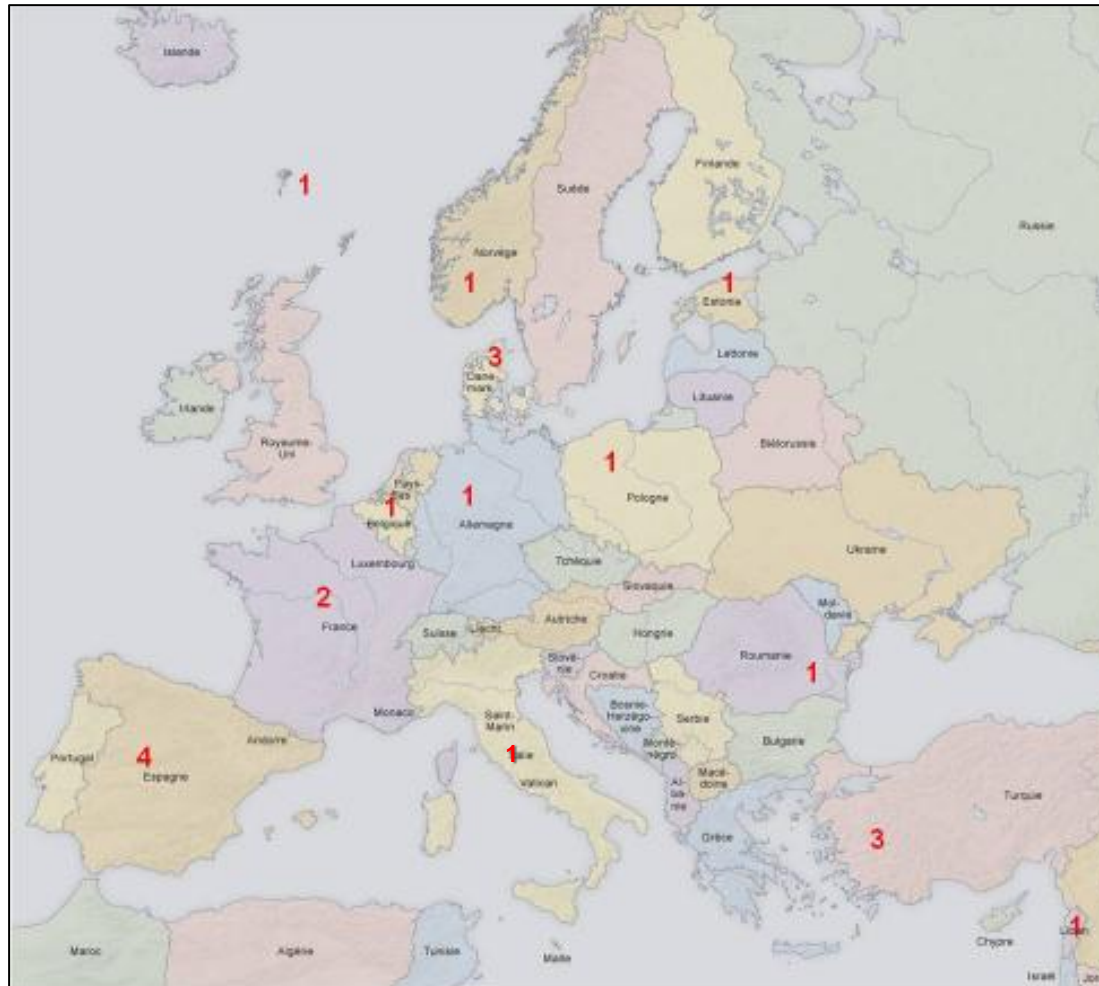 Islande
Finlande
1
Suède
Russie
Norvège
1
1
Estonie
3
Dane-
mark
Lettonie
Lituanie
Irlande
Royaume-
Uni
Biélorussie
1
Pays-
Bas
1
Pologne
1
Belgique
Allemagne
Ukraine
Tchéquie
Luxembourg
Slovaquie
2
France
Autriche
Liecht.
Suisse
Hongrie
Mol-
davie
Roumanie
Slové-
nie
Croatie
1
Monaco
Saint-
Marin
Bosnie-
Herzégo-
vine
Serbie
Andorre
Bulgarie
Monté-
négro
Portugal
4
Espagne
1
Italie
Vatican
Macé-
doine
Al-
ba-
nie
Turquie
Grèce
3
1
Liban
Chypre
Maroc
Algérie
Tunisie
Malte
Israël
Jor